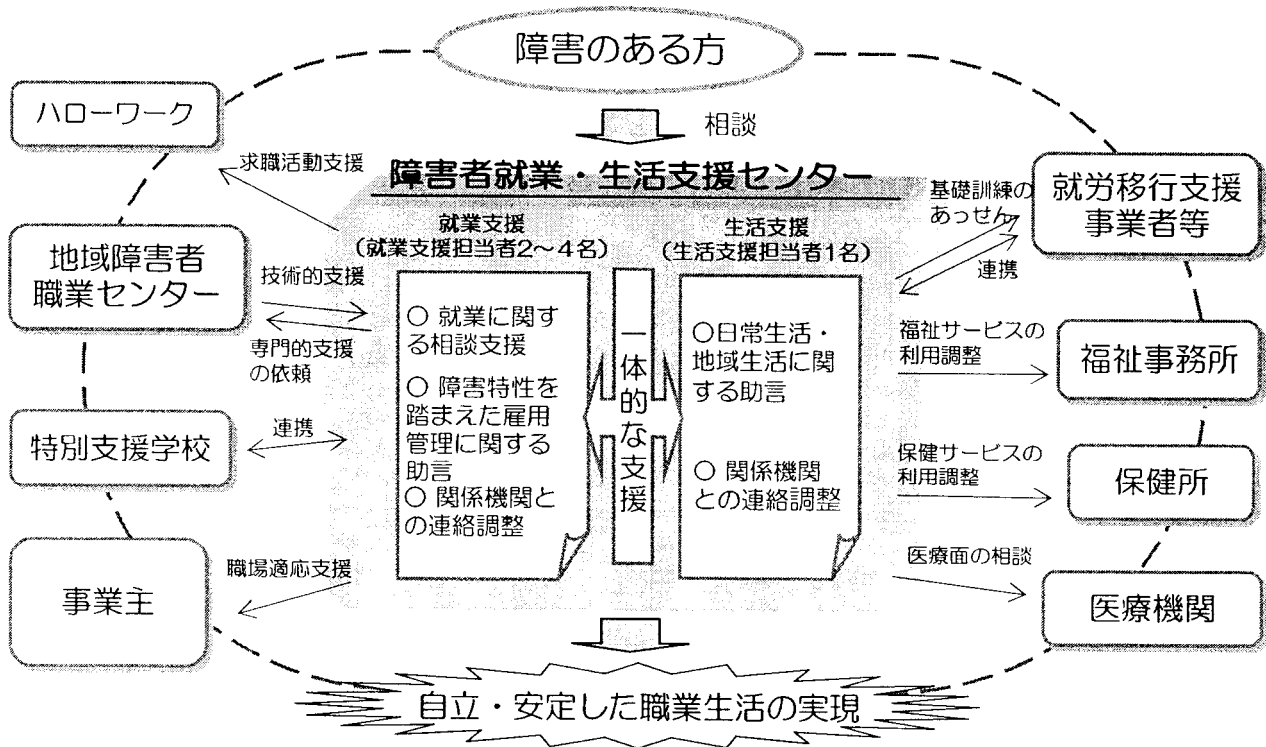 障害のある方
相談
ハローワーク
求職活動支援
地域障害者
職業センター
技術的支援
専門的支援
の依頼
特別支援学校
連携
事業主
職場適応支援
障害者就業・生活支援センター
就業支援
（就業支援担当者2～4名）
○ 就業に関す
る相談支援
○ 障害特性を
踏まえた雇用
管理に関する
助言
○ 関係機関と
の連絡調整
一体的な支援
生活支援
（生活支援担当者1名）
○日常生活・
地域生活に関
する助言
○ 関係機関
との連絡調整
基礎訓練の
あっせん
連携
就労移行支援
事業者等
福祉サービスの
利用調整
福祉事務所
保健サービスの
利用調整
保健所
医療面の相談
医療機関
自立・安定した職業生活の実現